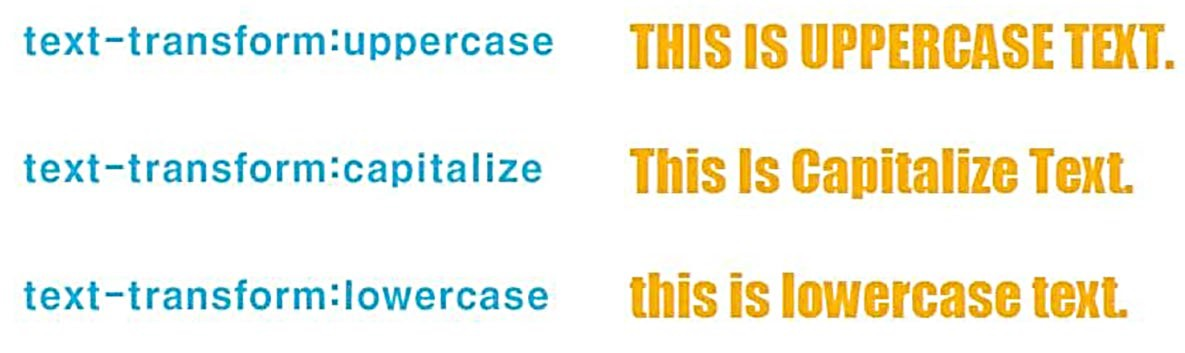 text-transform:uppercase THIS IS UPPERCASE TEXT.
text-transform:capitalize This Is Capitalize Text.
text-transform:lowercase this is lowercase text.